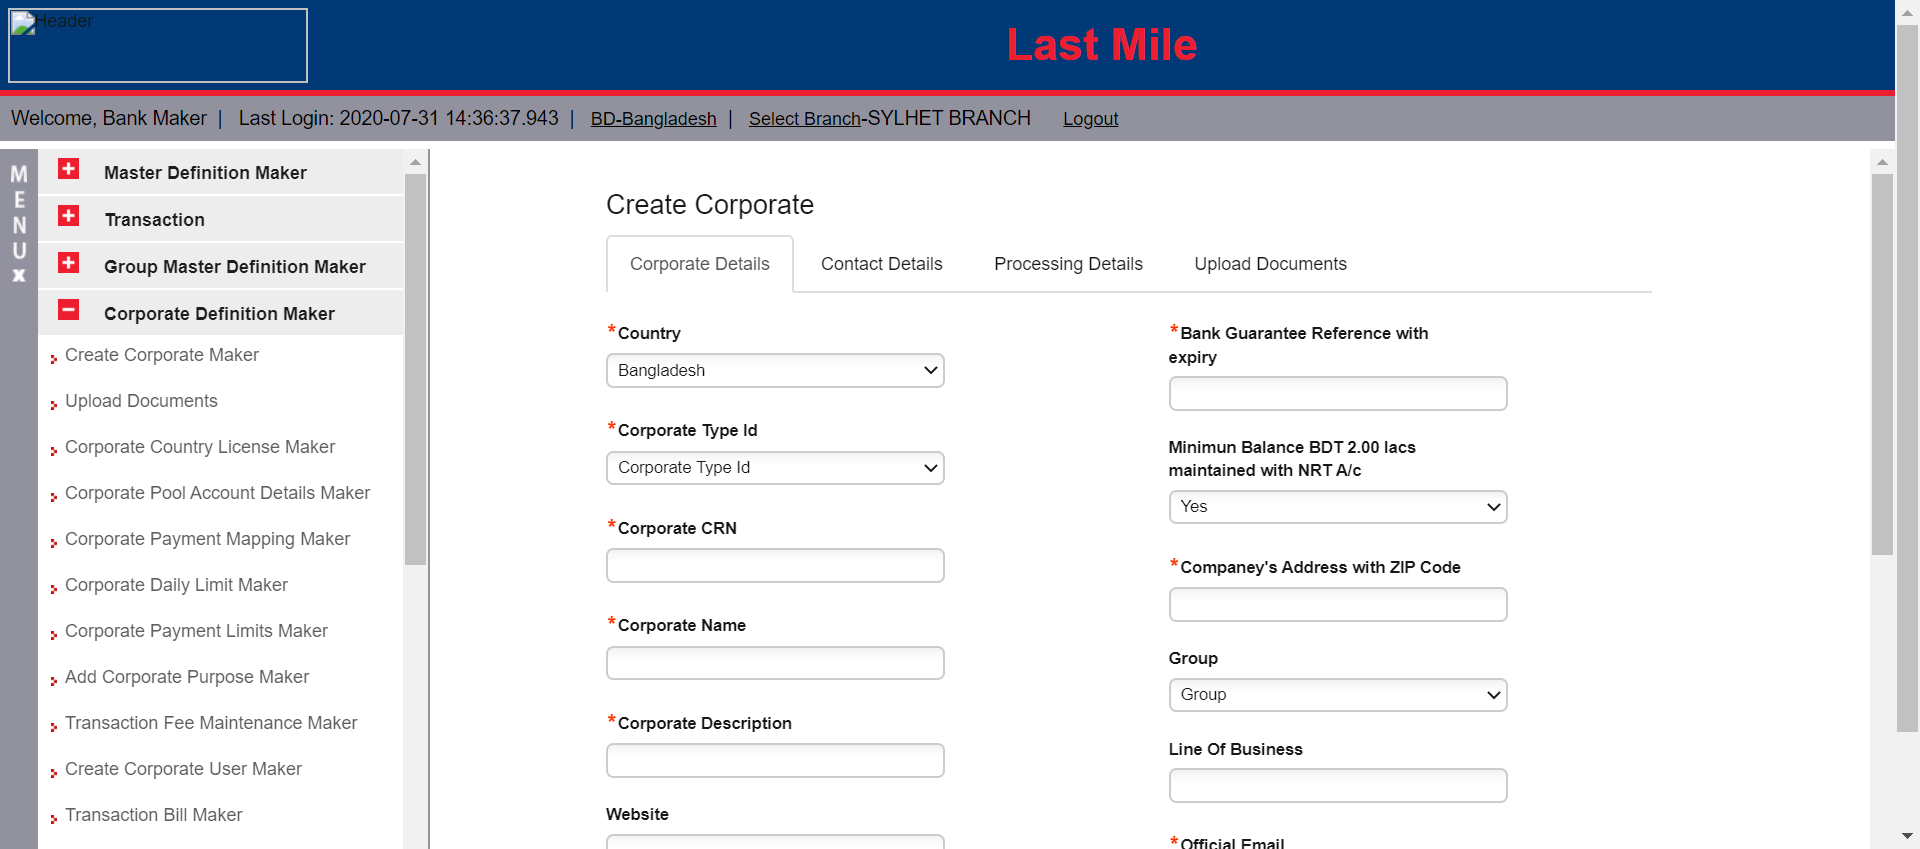 Header
Last Mile
Welcome, Bank Maker | Last Login: 2020-07-31 14:36:37.943 | BD-Bangladesh | Select Branch-SYLHET BRANCH Logout
MENU x
Master Definition Maker
Transaction
Group Master Definition Maker
Corporate Definition Maker
Create Corporate Maker
Upload Documents
Corporate Country License Maker
Corporate Pool Account Details Maker
Corporate Payment Mapping Maker
Corporate Daily Limit Maker
Corporate Payment Limits Maker
Add Corporate Purpose Maker
Transaction Fee Maintenance Maker
Create Corporate User Maker
Transaction Bill Maker
Create Corporate
Corporate Details Contact Details Processing Details Upload Documents
*Country
Bangladesh
*Corporate Type Id
Corporate Type Id
*Corporate CRN
*Corporate Name
*Corporate Description
Website
*Bank Guarantee Reference with
expiry
Minimun Balance BDT 2.00 lacs
maintained with NRT A/c
Yes
*Companey's Address with ZIP Code
Group
Group
Line Of Business
*Official Email